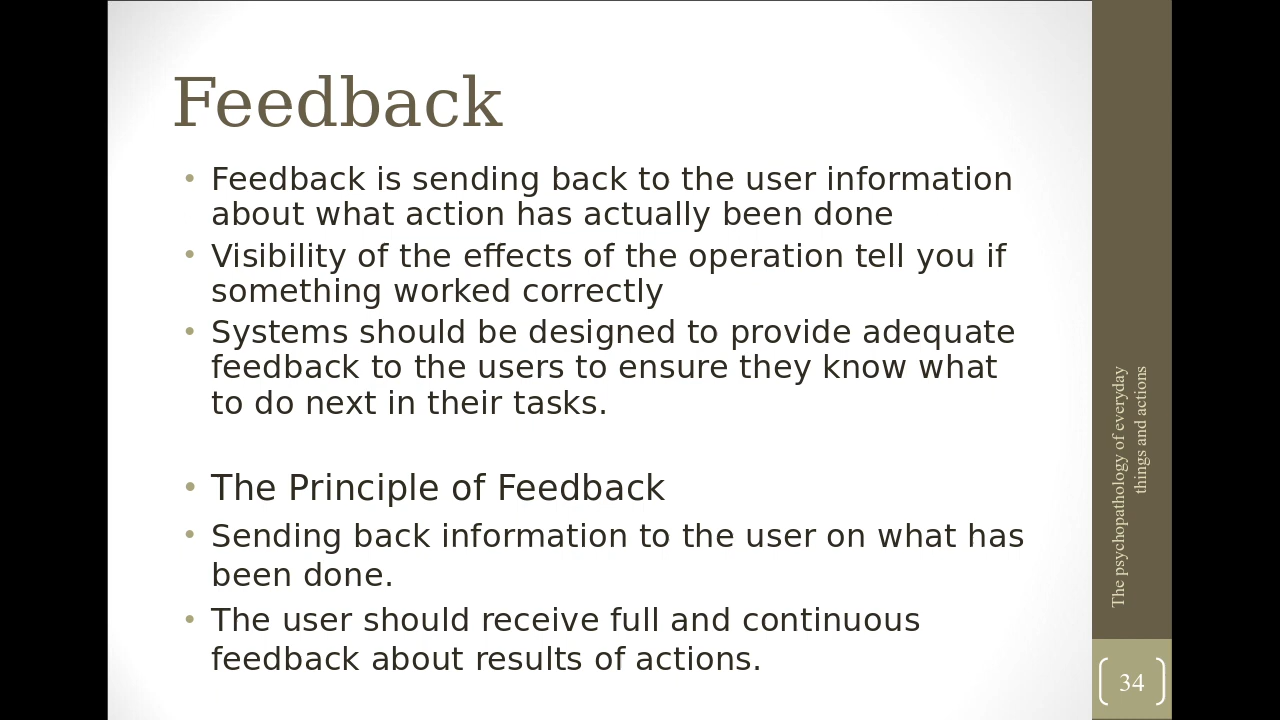 Feedback
• Feedback is sending back to the user information
about what action has actually been done
• Visibility of the effects of the operation tell you if
something worked correctly
• Systems should be designed to provide adequate
feedback to the users to ensure they know what
to do next in their tasks.
• The Principle of Feedback
• Sending back information to the user on what has
been done.
• The user should receive full and continuous
feedback about results of actions.
The psychopathology of everyday
things and actions
34